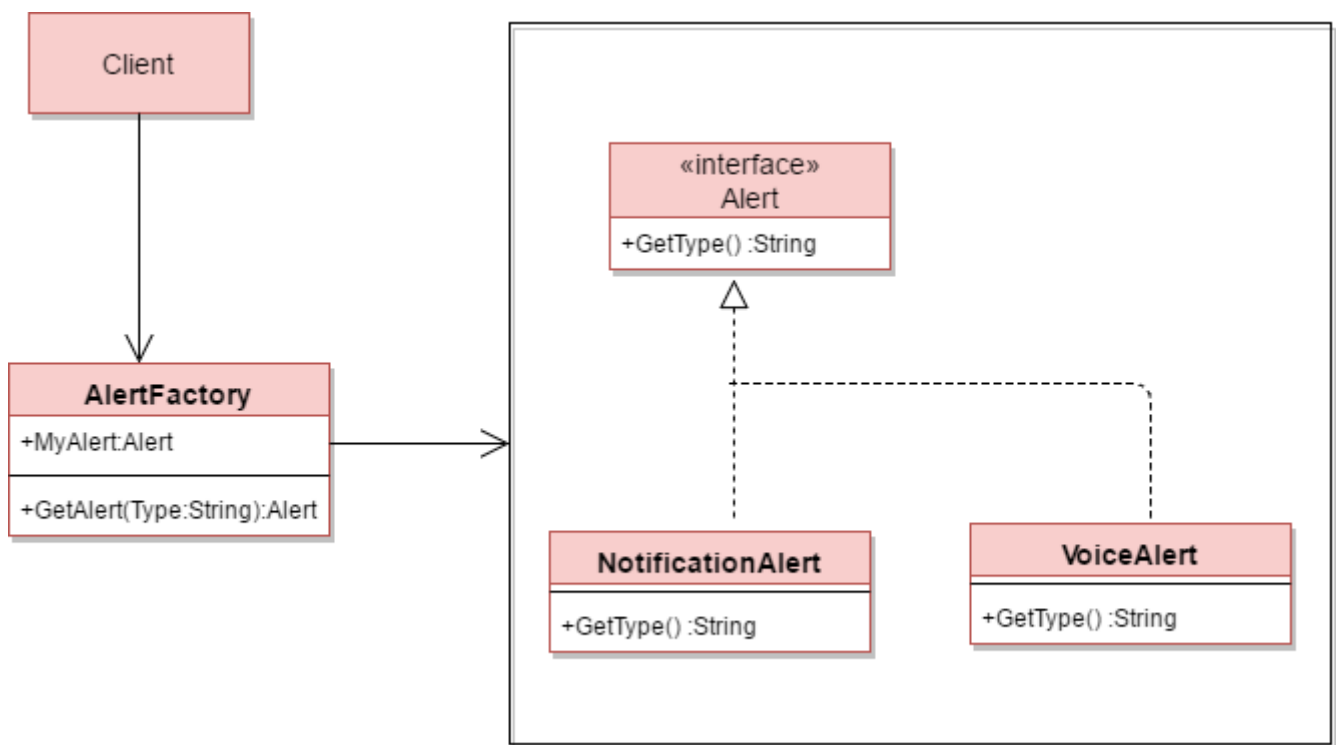 Client
«interface»
Alert
+GetType() :String
AlertFactory
+MyAlert:Alert
+GetAlert(Type:String):Alert
NotificationAlert
+GetType() :String
VoiceAlert
+GetType() :String